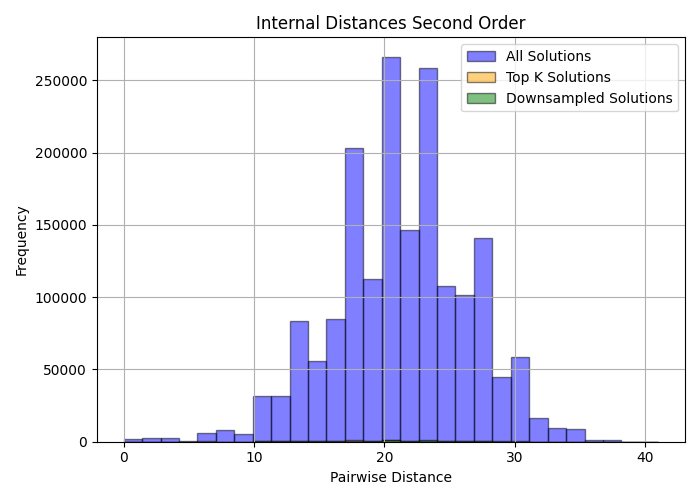 Internal Distances Second Order
All Solutions
Top K Solutions
Downsampled Solutions
250000
200000
150000
100000
50000
0
Frequency
0 10 20 30 40
Pairwise Distance